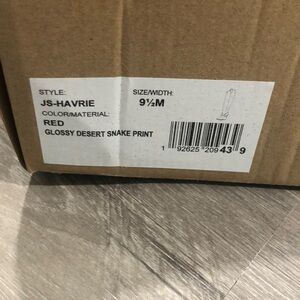 STYLE: SIZE/WIDTH:
JS-HAVRIE 9½M
COLOR/MATERIAL:
RED
GLOSSY DESERT SNAKE PRINT
1 92625 20943 9